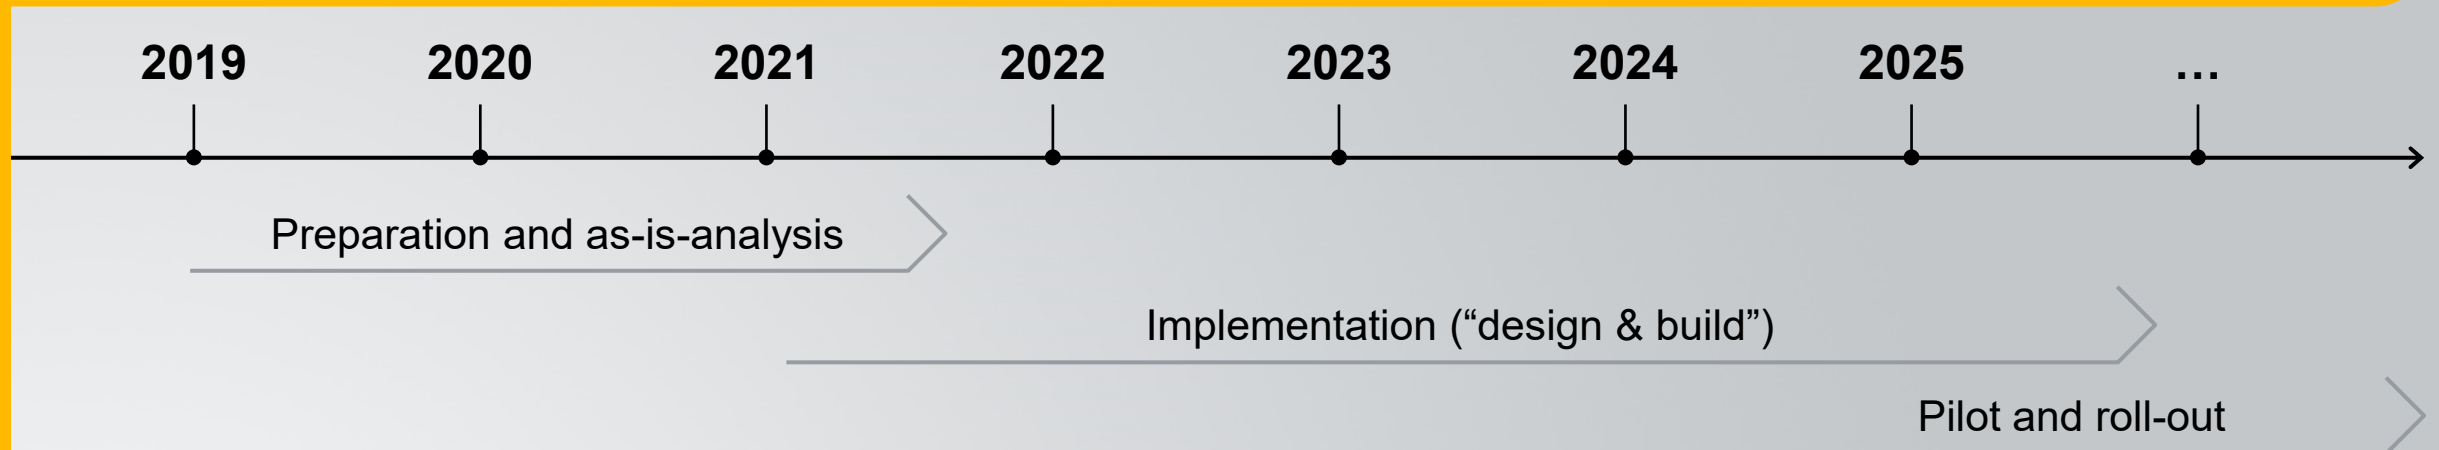 2019 2020 2021 2022 2023 2024 2025 …
Preparation and as-is-analysis
Implementation (“design & build”)
Pilot and roll-out